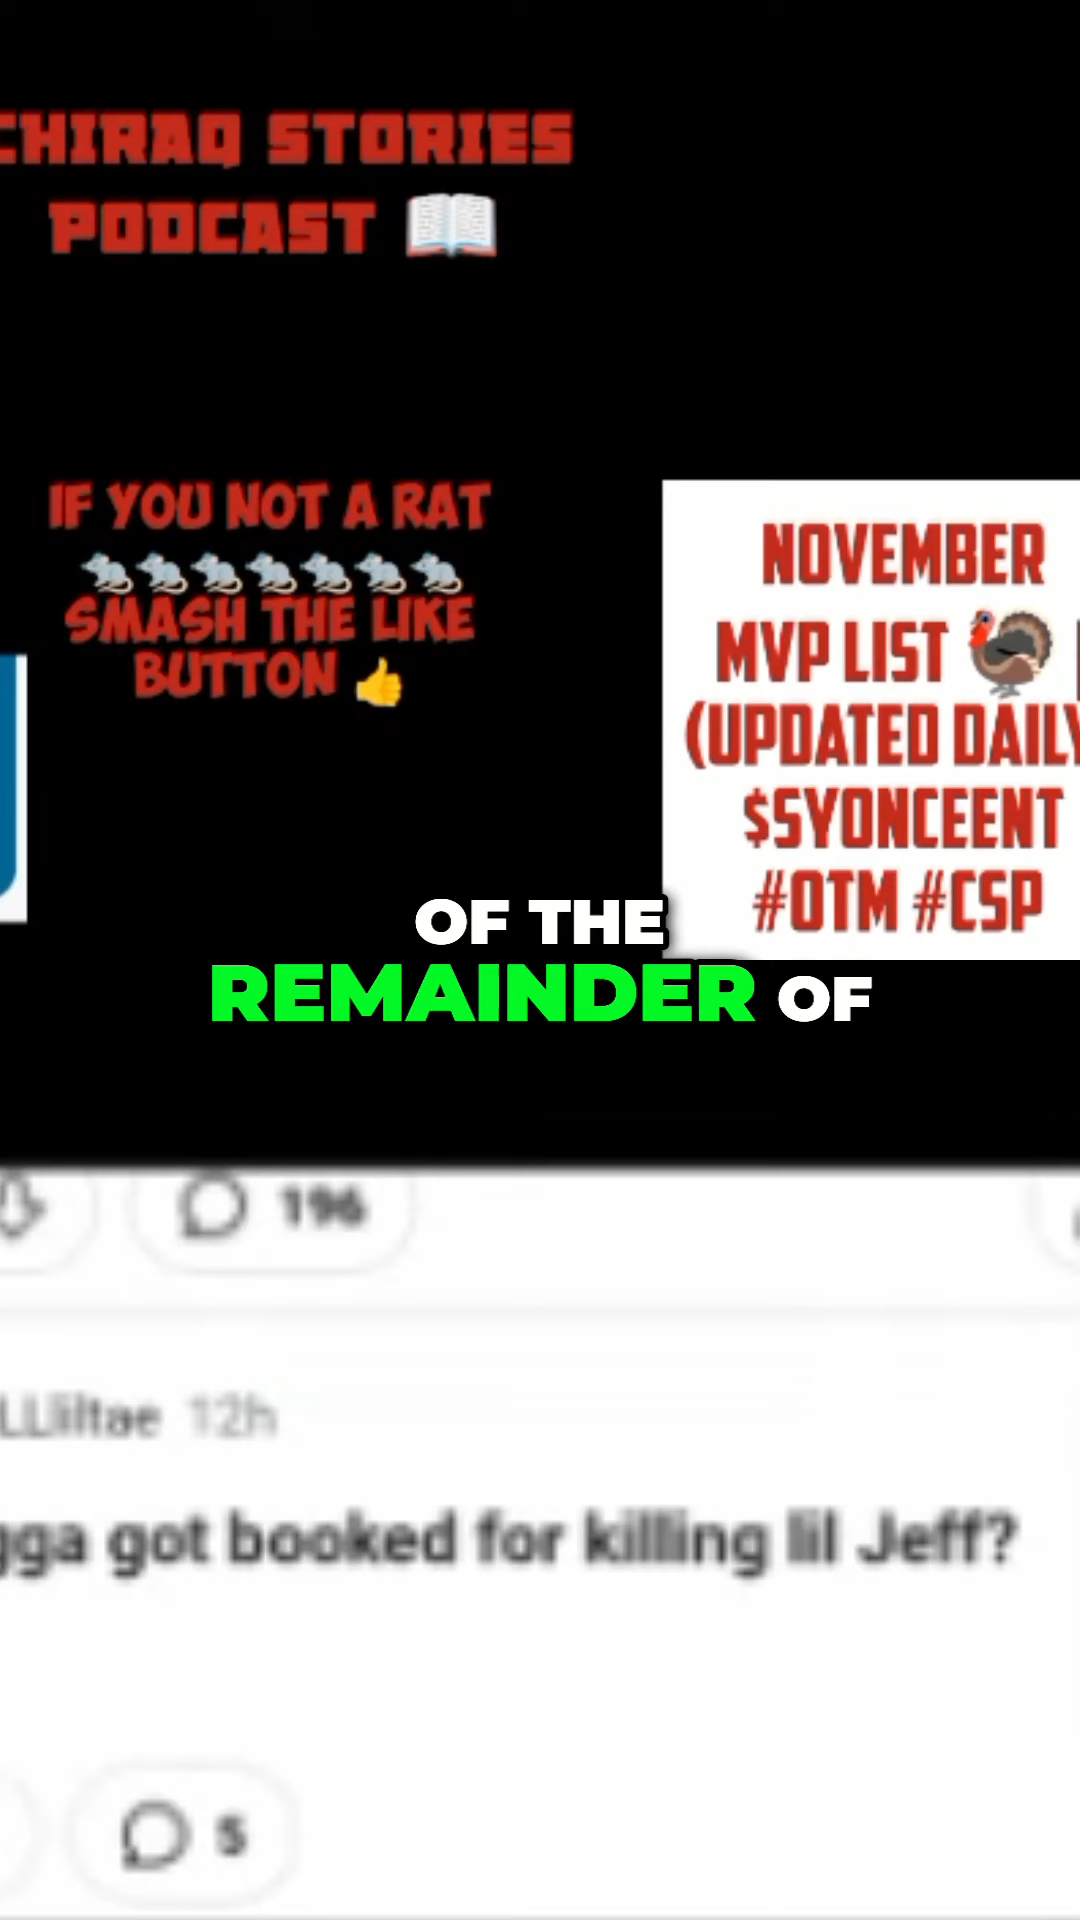 CHIRAQ STORIES
PODCAST 📖
IF YOU NOT A RAT
🐀🐀🐀🐀🐀🐀🐀
SMASH THE LIKE
BUTTON 👍
NOVEMBER
MVP LIST 🦃
(UPDATED DAILY
$SYONCEENT
#OTM #CSP
OF THE
REMAINDER OF
196
LLliltae 12h
gga got booked for killing lil Jeff?
5